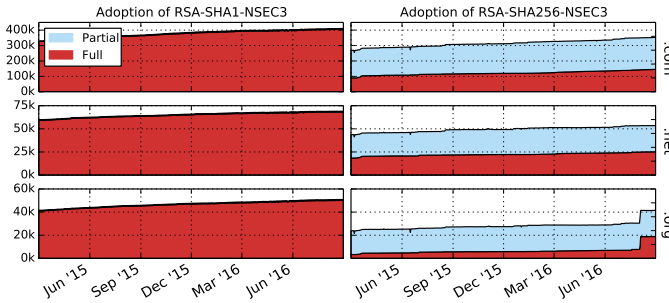 Adoption of RSA-SHA1-NSEC3
Adoption of RSA-SHA256-NSEC3
400k
300k
200k
100k
0k
Partial
Full
.com
75k
50k
25k
0k
.net
60k
40k
20k
0k
.org
Jun '15
Sep '15
Dec '15
Mar '16
Jun '16
Jun '15
Sep '15
Dec '15
Mar '16
Jun '16